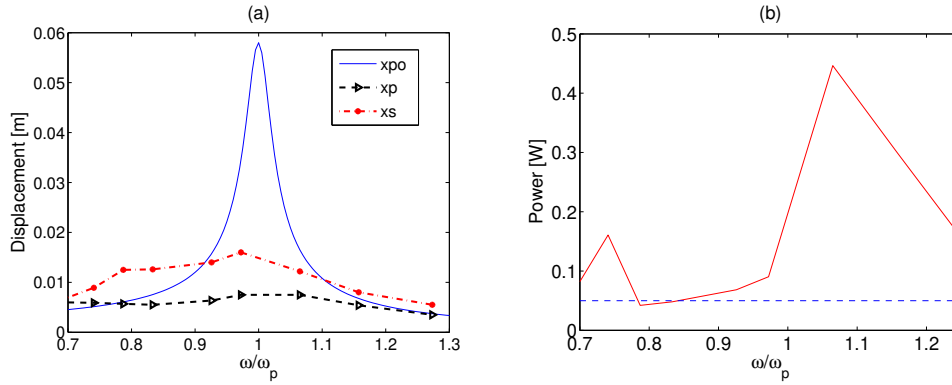 (a)
Displacement [m]
0.06
0.05
0.04
0.03
0.02
0.01
0
0.7 0.8 0.9 1 1.1 1.2 1.3
ω/ωp
xpo
xp
xs
(b)
Power [W]
0.5
0.4
0.3
0.2
0.1
0
0.7 0.8 0.9 1 1.1 1.2
ω/ωp